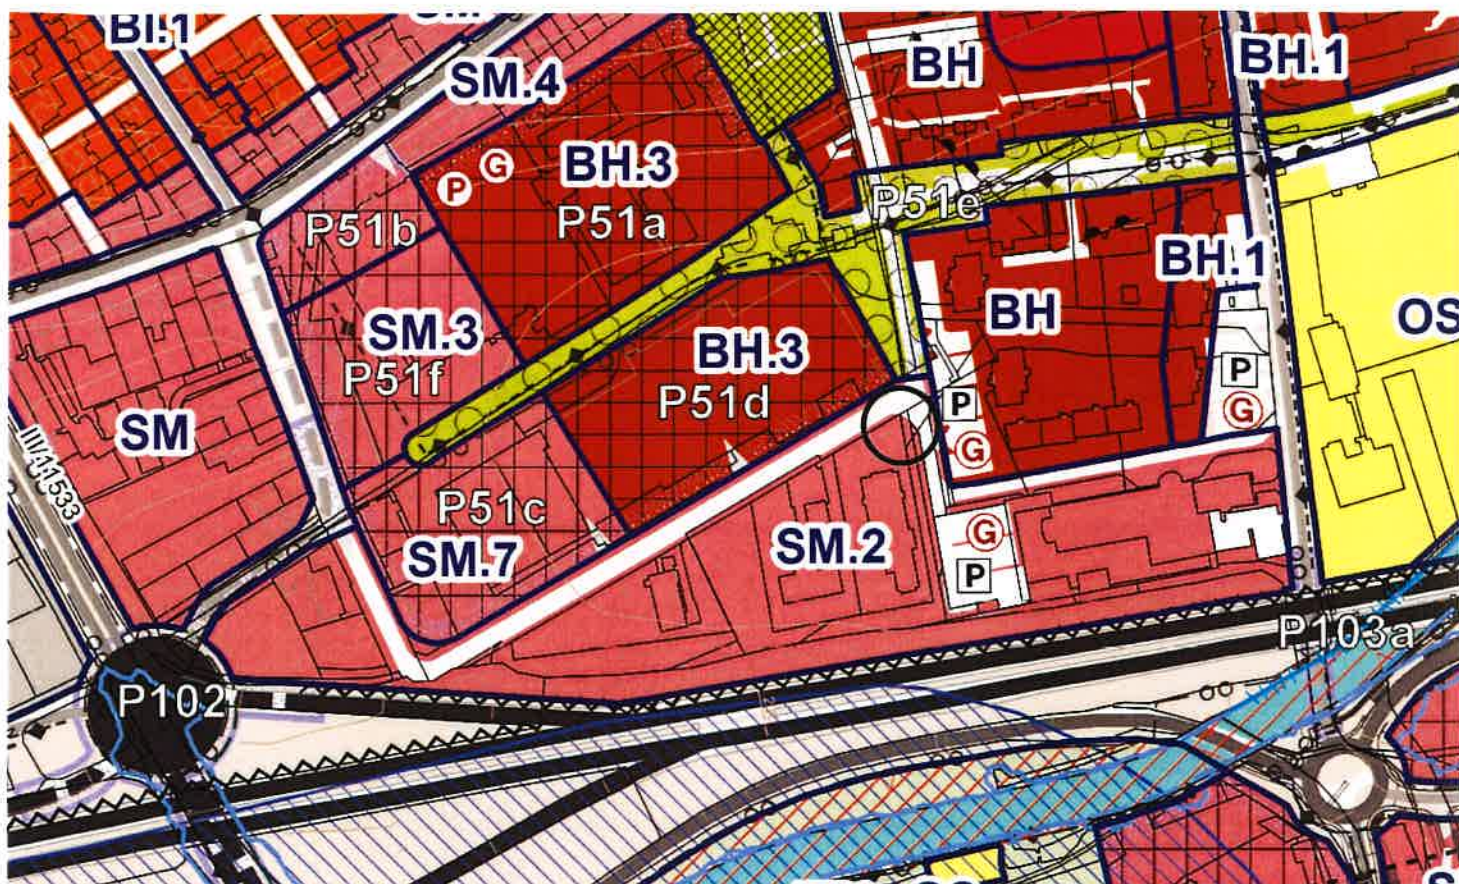 BI.1
SM.4
BH
BH.1
BH.3
G
P
P51a
P51b
P51e
BH.1
BH
OS
SM.3
P51f
BH.3
P51d
P
G
P
G
SM
III/11533
P51c
SM.7
SM.2
G
P
P103a
P102